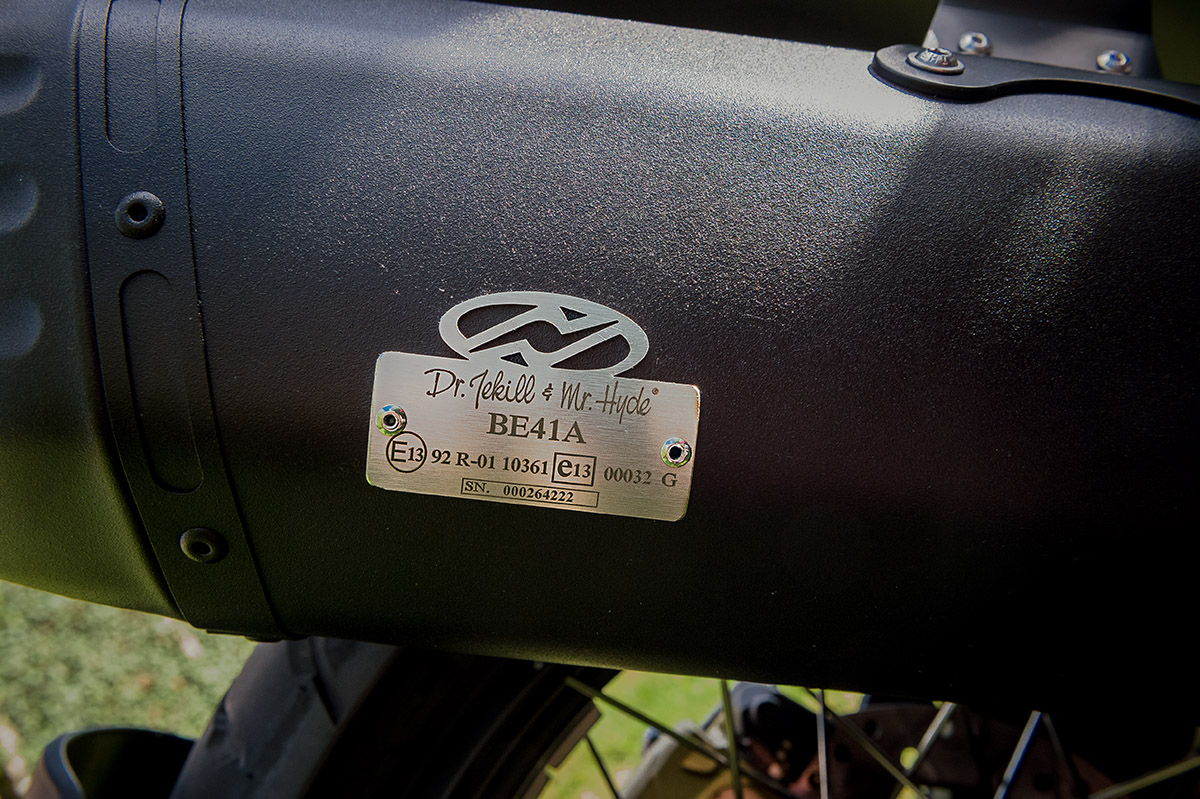 Dr. Jekill & Mr. Hyde®
BE41A
E13 92 R-01 10361 e13 00032 G
SN. 000264222